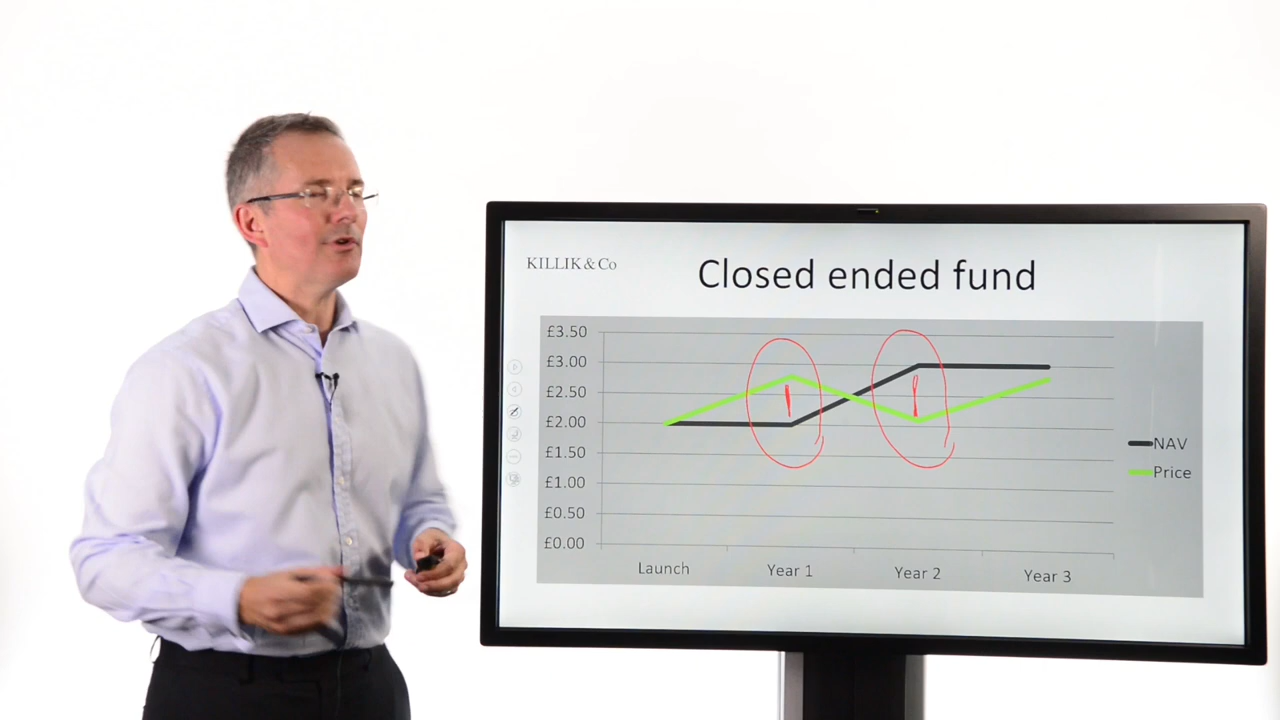 KILLIK & Co
Closed ended fund
£3.50
£3.00
£2.50
£2.00
£1.50
£1.00
£0.50
£0.00
Launch Year 1 Year 2 Year 3
NAV
Price